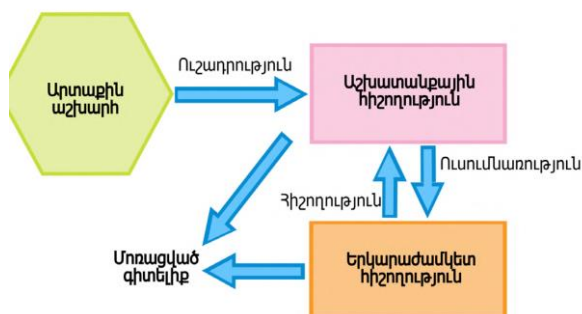 Արտաքին
աշխարհ
Ուշադրություն
Աշխատանքային
հիշողություն
Ուսումնառություն
Հիշողություն
Մոռացված
գիտելիք
Երկարաժամկետ
հիշողություն